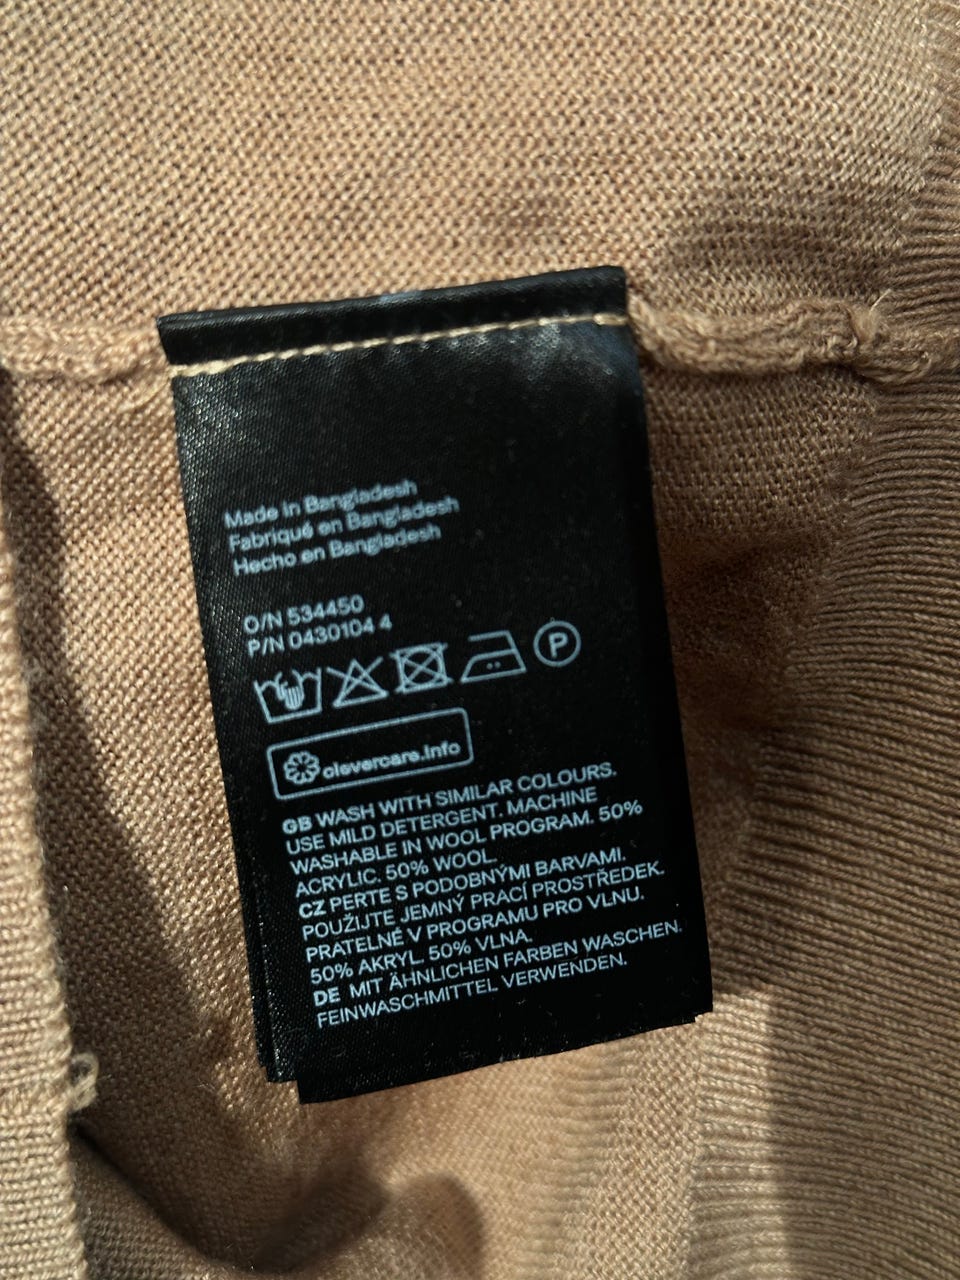 Made in Bangladesh
Fabriqué en Bangladesh
Hecho en Bangladesh
O/N 534450
P/N 0430104 4
P
clevercare.info
GB WASH WITH SIMILAR COLOURS.
USE MILD DETERGENT. MACHINE
WASHABLE IN WOOL PROGRAM. 50%
ACRYLIC. 50% WOOL.
CZ PERTE S PODOBNÝMI BARVAMI.
POUŽIJTE JEMNÝ PRACÍ PROSTŘEDEK.
PRATELNÉ V PROGRAMU PRO VLNU.
50% AKRYL. 50% VLNA.
DE MIT ÄHNLICHEN FARBEN WASCHEN.
FEINWASCHMITTEL VERWENDEN.